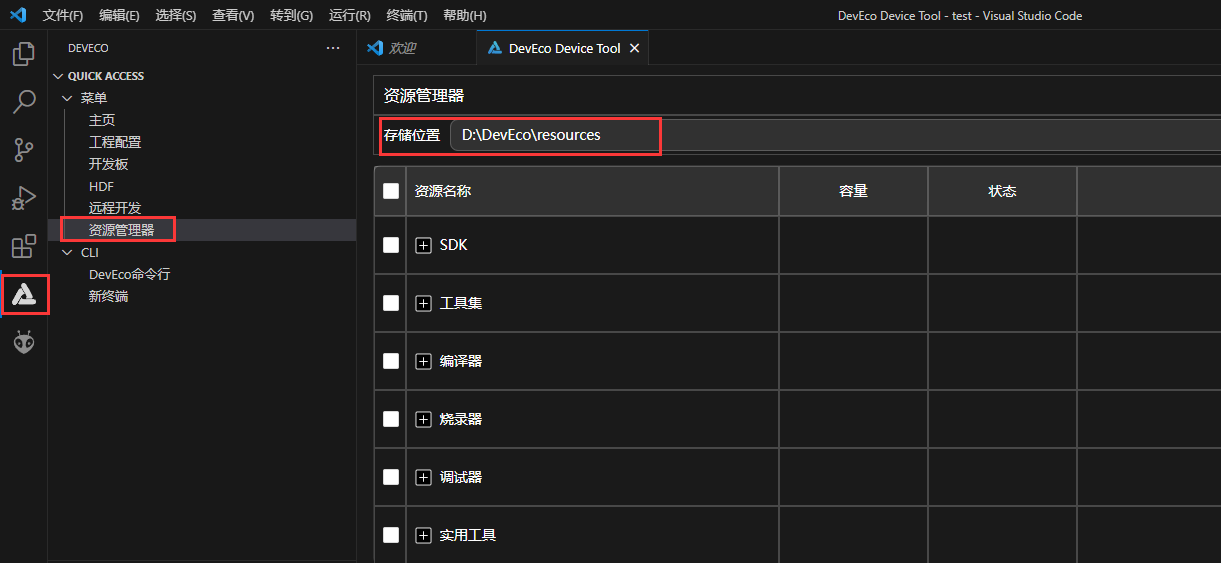 文件(F) 编辑(E) 选择(S) 查看(V) 转到(G) 运行(R) 终端(T) 帮助(H) DevEco Device Tool - test - Visual Studio Code
DEVECO
QUICK ACCESS
菜单
主页
工程配置
开发板
HDF
远程开发
资源管理器
CLI
DevEco命令行
新终端
欢迎 DevEco Device Tool
资源管理器
存储位置 D:\DevEco\resources
资源名称 容量 状态
SDK
工具集
编译器
烧录器
调试器
实用工具